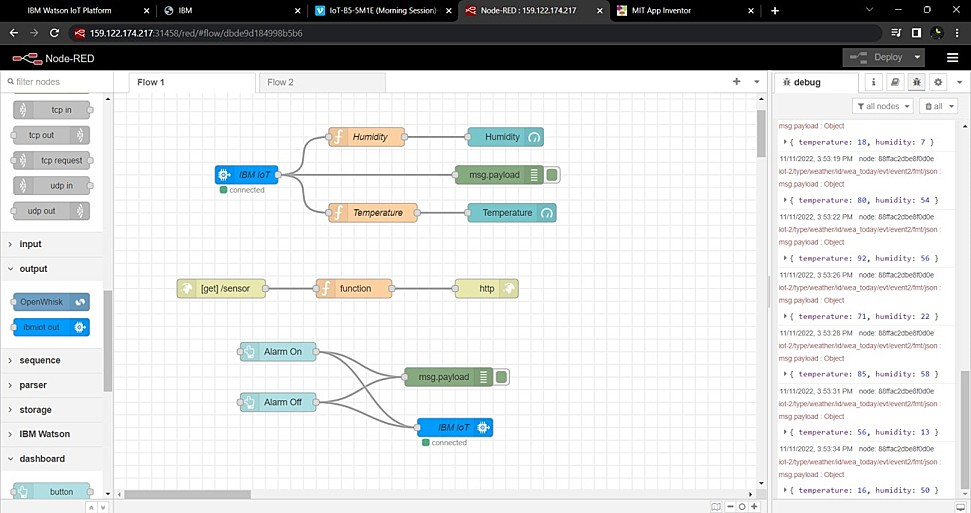 IBM Watson IoT Platform
IBM
IoT-B5-5M1E (Morning Session)
Node-RED : 159.122.174.217
MIT App Inventor
159.122.174.217:31458/red/#flow/dbde9d184998b5b6
Node-RED
Deploy
filter nodes
Flow 1
Flow 2
debug
all nodes
all
tcp in
tcp out
tcp request
udp in
udp out
input
output
OpenWhisk
ibmiot out
sequence
parser
storage
IBM Watson
dashboard
button
Humidity
Humidity
IBM IoT
connected
msg.payload
Temperature
Temperature
[get] /sensor
function
http
Alarm On
Alarm Off
msg.payload
IBM IoT
connected
msg.payload : Object
{ temperature: 18, humidity: 7 }
11/11/2022, 3:53:19 PM node: 88ffac2dbe8f0d0e
iot-2/type/weather/id/wea_today/evt/event2/fmt/json :
msg.payload : Object
{ temperature: 80, humidity: 54 }
11/11/2022, 3:53:22 PM node: 88ffac2dbe8f0d0e
iot-2/type/weather/id/wea_today/evt/event2/fmt/json :
msg.payload : Object
{ temperature: 92, humidity: 56 }
11/11/2022, 3:53:26 PM node: 88ffac2dbe8f0d0e
iot-2/type/weather/id/wea_today/evt/event2/fmt/json :
msg.payload : Object
{ temperature: 71, humidity: 22 }
11/11/2022, 3:53:28 PM node: 88ffac2dbe8f0d0e
iot-2/type/weather/id/wea_today/evt/event2/fmt/json :
msg.payload : Object
{ temperature: 85, humidity: 58 }
11/11/2022, 3:53:31 PM node: 88ffac2dbe8f0d0e
iot-2/type/weather/id/wea_today/evt/event2/fmt/json :
msg.payload : Object
{ temperature: 56, humidity: 13 }
11/11/2022, 3:53:34 PM node: 88ffac2dbe8f0d0e
iot-2/type/weather/id/wea_today/evt/event2/fmt/json :
msg.payload : Object
{ temperature: 16, humidity: 50 }